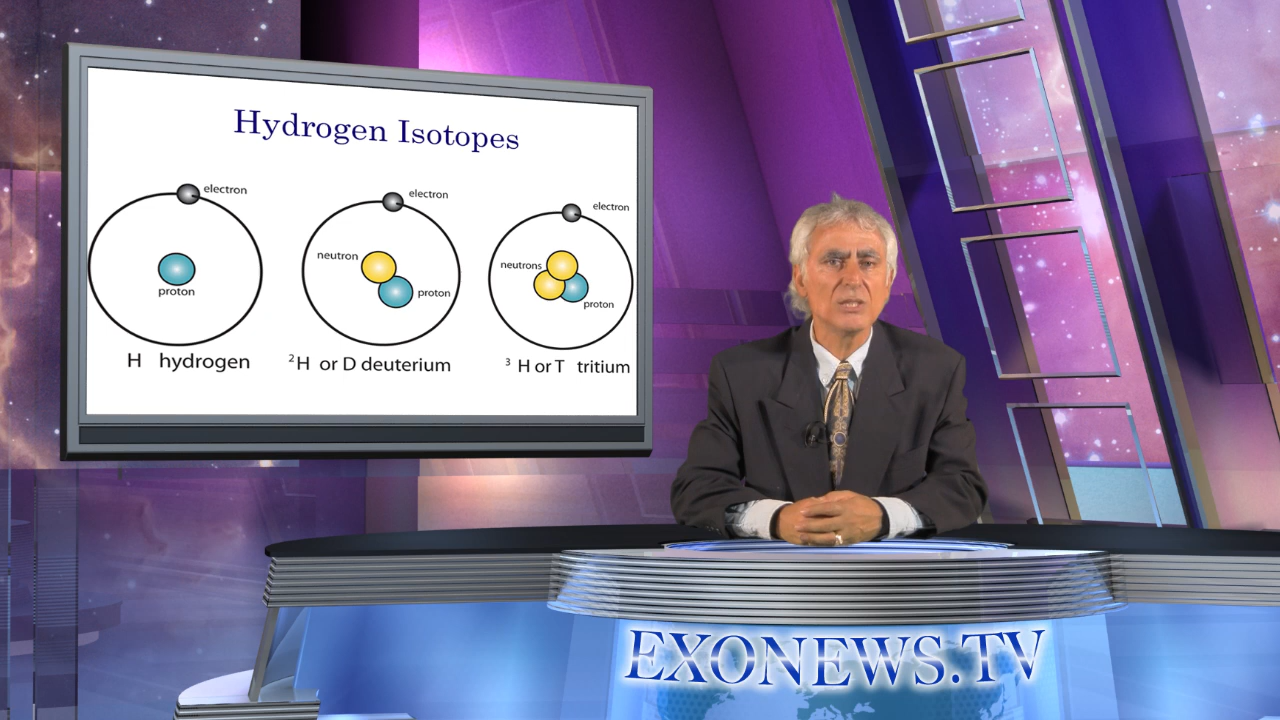 Hydrogen Isotopes
electron
proton
H hydrogen
electron
neutron
proton
²H or D deuterium
electron
neutrons
proton
³ H or T tritium
EXONEWS.TV